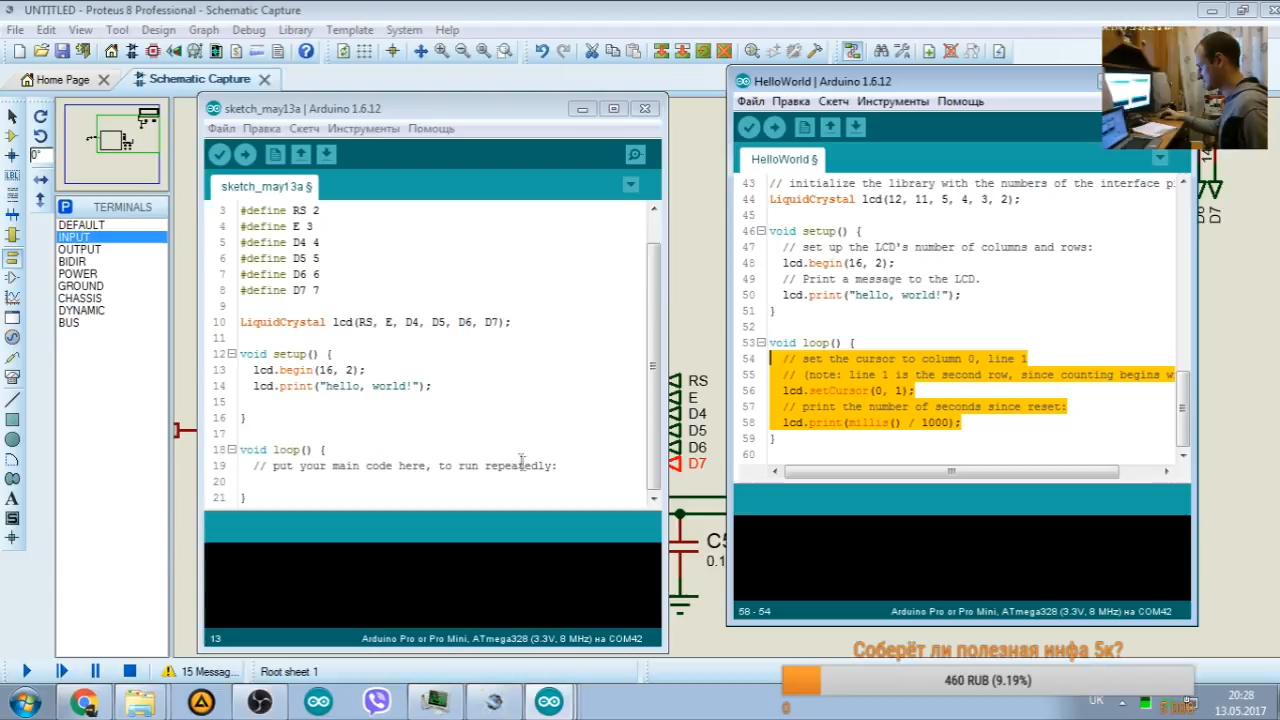 UNTITLED - Proteus 8 Professional - Schematic Capture
File Edit View Tool Design Graph Debug Library Template System Help
Home Page
Schematic Capture
0°
P TERMINALS
DEFAULT
INPUT
OUTPUT
BIDIR
POWER
GROUND
CHASSIS
DYNAMIC
BUS
sketch_may13a | Arduino 1.6.12
Файл Правка Скетч Инструменты Помощь
sketch_may13a §
3 #define RS 2
4 #define E 3
5 #define D4 4
6 #define D5 5
7 #define D6 6
8 #define D7 7
9
10 LiquidCrystal lcd(RS, E, D4, D5, D6, D7);
11
12 void setup() {
13 lcd.begin(16, 2);
14 lcd.print("hello, world!");
15
16 }
17
18 void loop() {
19 // put your main code here, to run repeatedly:
20
21 }
13
Arduino Pro or Pro Mini, ATmega328 (3.3V, 8 MHz) на COM42
RS
E
D4
D5
D6
D7
0.1
HelloWorld | Arduino 1.6.12
Файл Правка Скетч Инструменты Помощь
HelloWorld §
43 // initialize the library with the numbers of the interface
44 LiquidCrystal lcd(12, 11, 5, 4, 3, 2);
45
46 void setup() {
47 // set up the LCD's number of columns and rows:
48 lcd.begin(16, 2);
49 // Print a message to the LCD.
50 lcd.print("hello, world!");
51 }
52
53 void loop() {
54 // set the cursor to column 0, line 1
55 // (note: line 1 is the second row, since counting begins
56 lcd.setCursor(0, 1);
57 // print the number of seconds since reset:
58 lcd.print(millis() / 1000);
59 }
60
58 - 54
Arduino Pro or Pro Mini, ATmega328 (3.3V, 8 MHz) на COM42
D7
Соберёт ли полезная инфа 5к?
460 RUB (9.19%)
0
15 Messag...
Root sheet 1
UK
20:28
13.05.2017